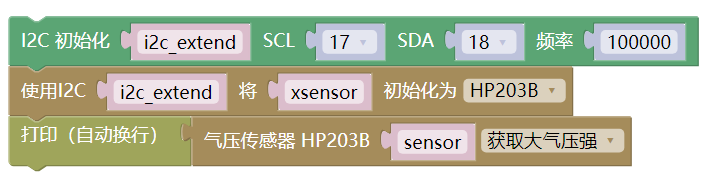 I2C 初始化 i2c_extend SCL 17 SDA 18 频率 100000
使用I2C i2c_extend 将 xsensor 初始化为 HP203B
打印（自动换行） 气压传感器 HP203B sensor 获取大气压强